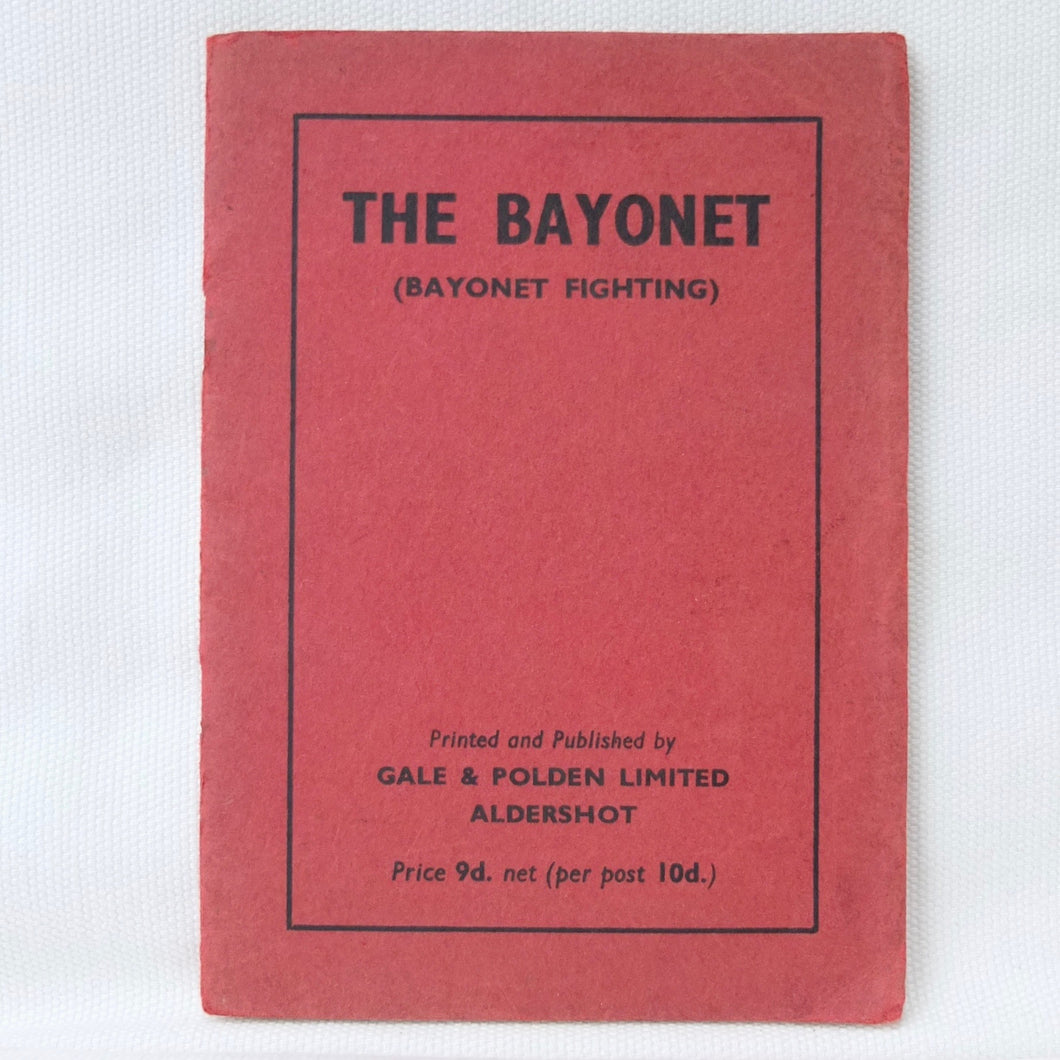 THE BAYONET
(BAYONET FIGHTING)
Printed and Published by
GALE & POLDEN LIMITED
ALDERSHOT
Price 9d. net (per post 10d.)